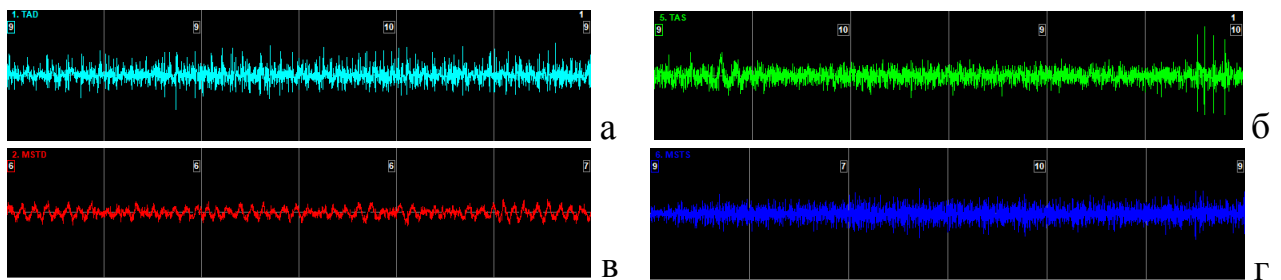 1. TAD 1
9 9 10 9
а
5. TAS 1
9 10 9 10
б
2. MSTD
6 6 6 7
в
6. MSTS
9 7 10 9
г